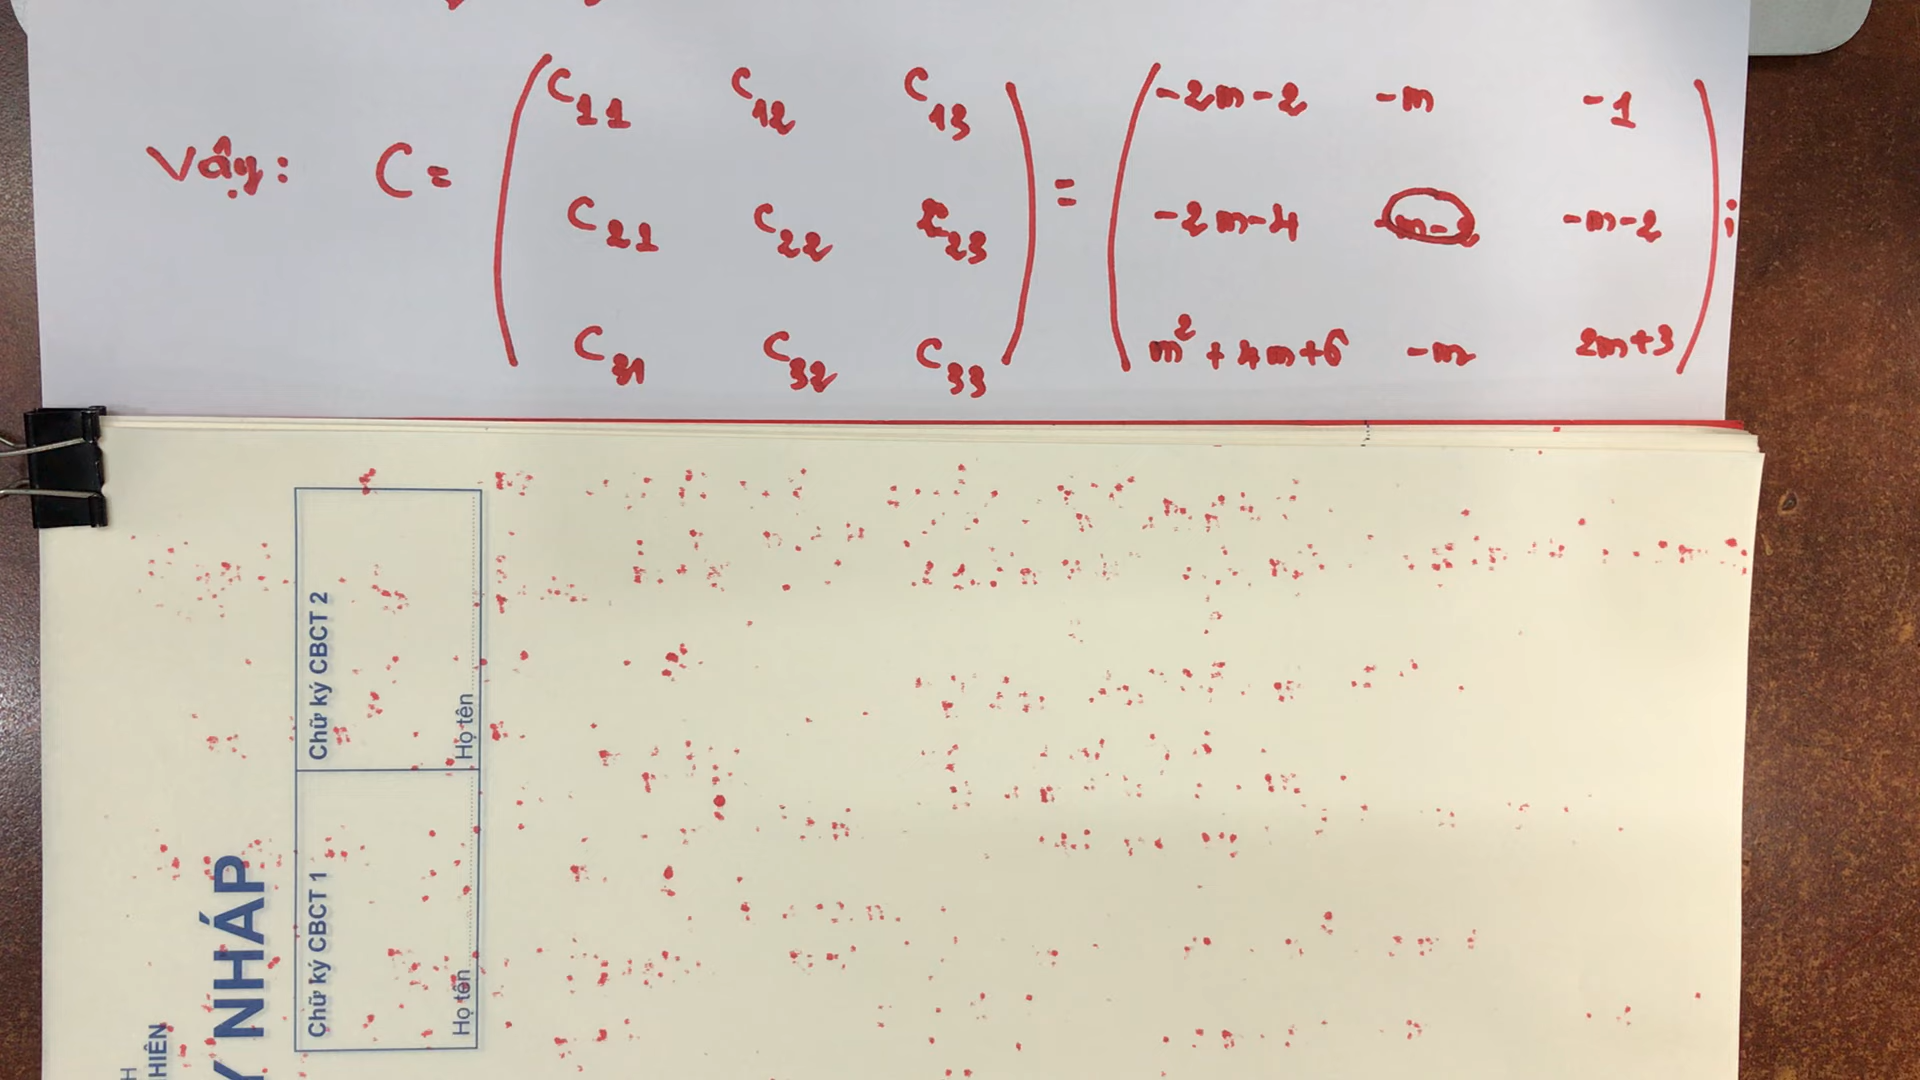 Vậy: C = ( C11 C12 C13 ) = ( -2m-2 -m -1 )
( C21 C22 C23 ) ( -2m-4 -m-2 ) ;
( C31 C32 C33 ) ( m² + 4m+6 -m 2m+3 )
Chữ ký CBCT 2
Họ tên
Chữ ký CBCT 1
Họ tên
Y NHÁP
HIÊN
H